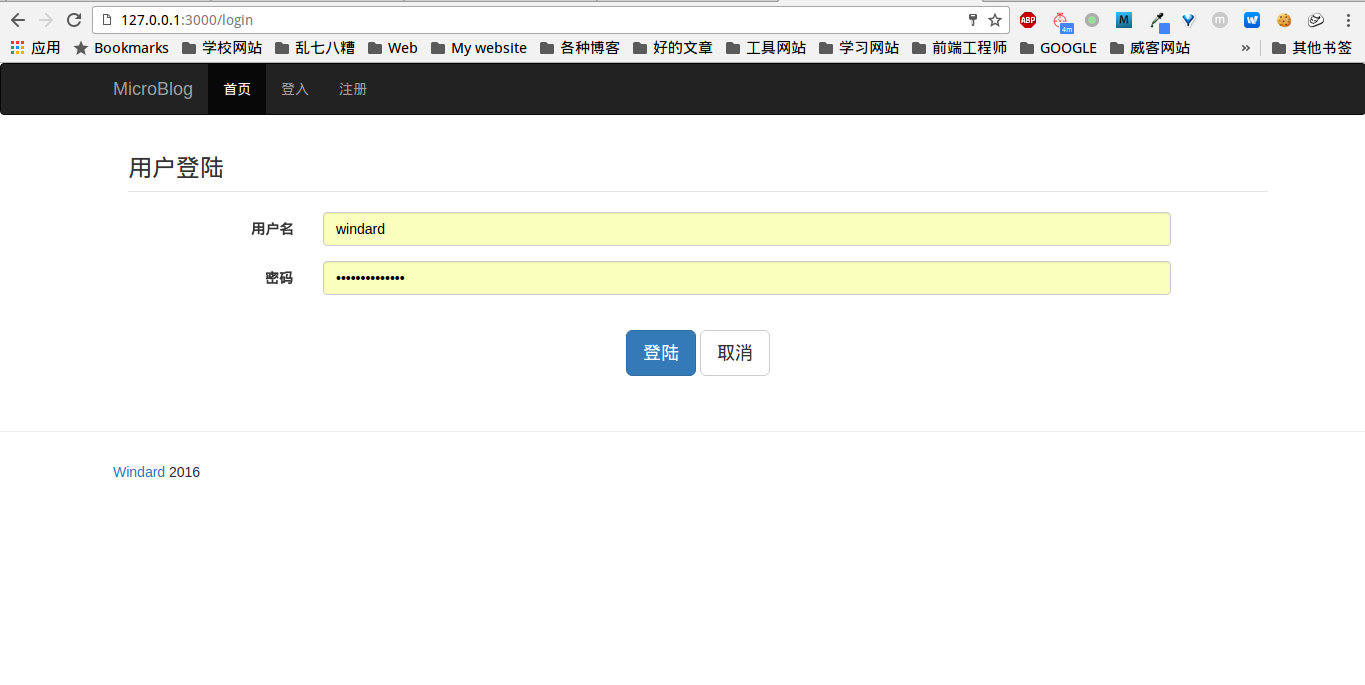 127.0.0.1:3000/login
ABP
4m
M
m
W
应用 Bookmarks 学校网站 乱七八糟 Web My website 各种博客 好的文章 工具网站 学习网站 前端工程师 GOOGLE 威客网站 » 其他书签
MicroBlog 首页 登入 注册
用户登陆
用户名 windard
密码 ••••••••••••••
登陆 取消
Windard 2016